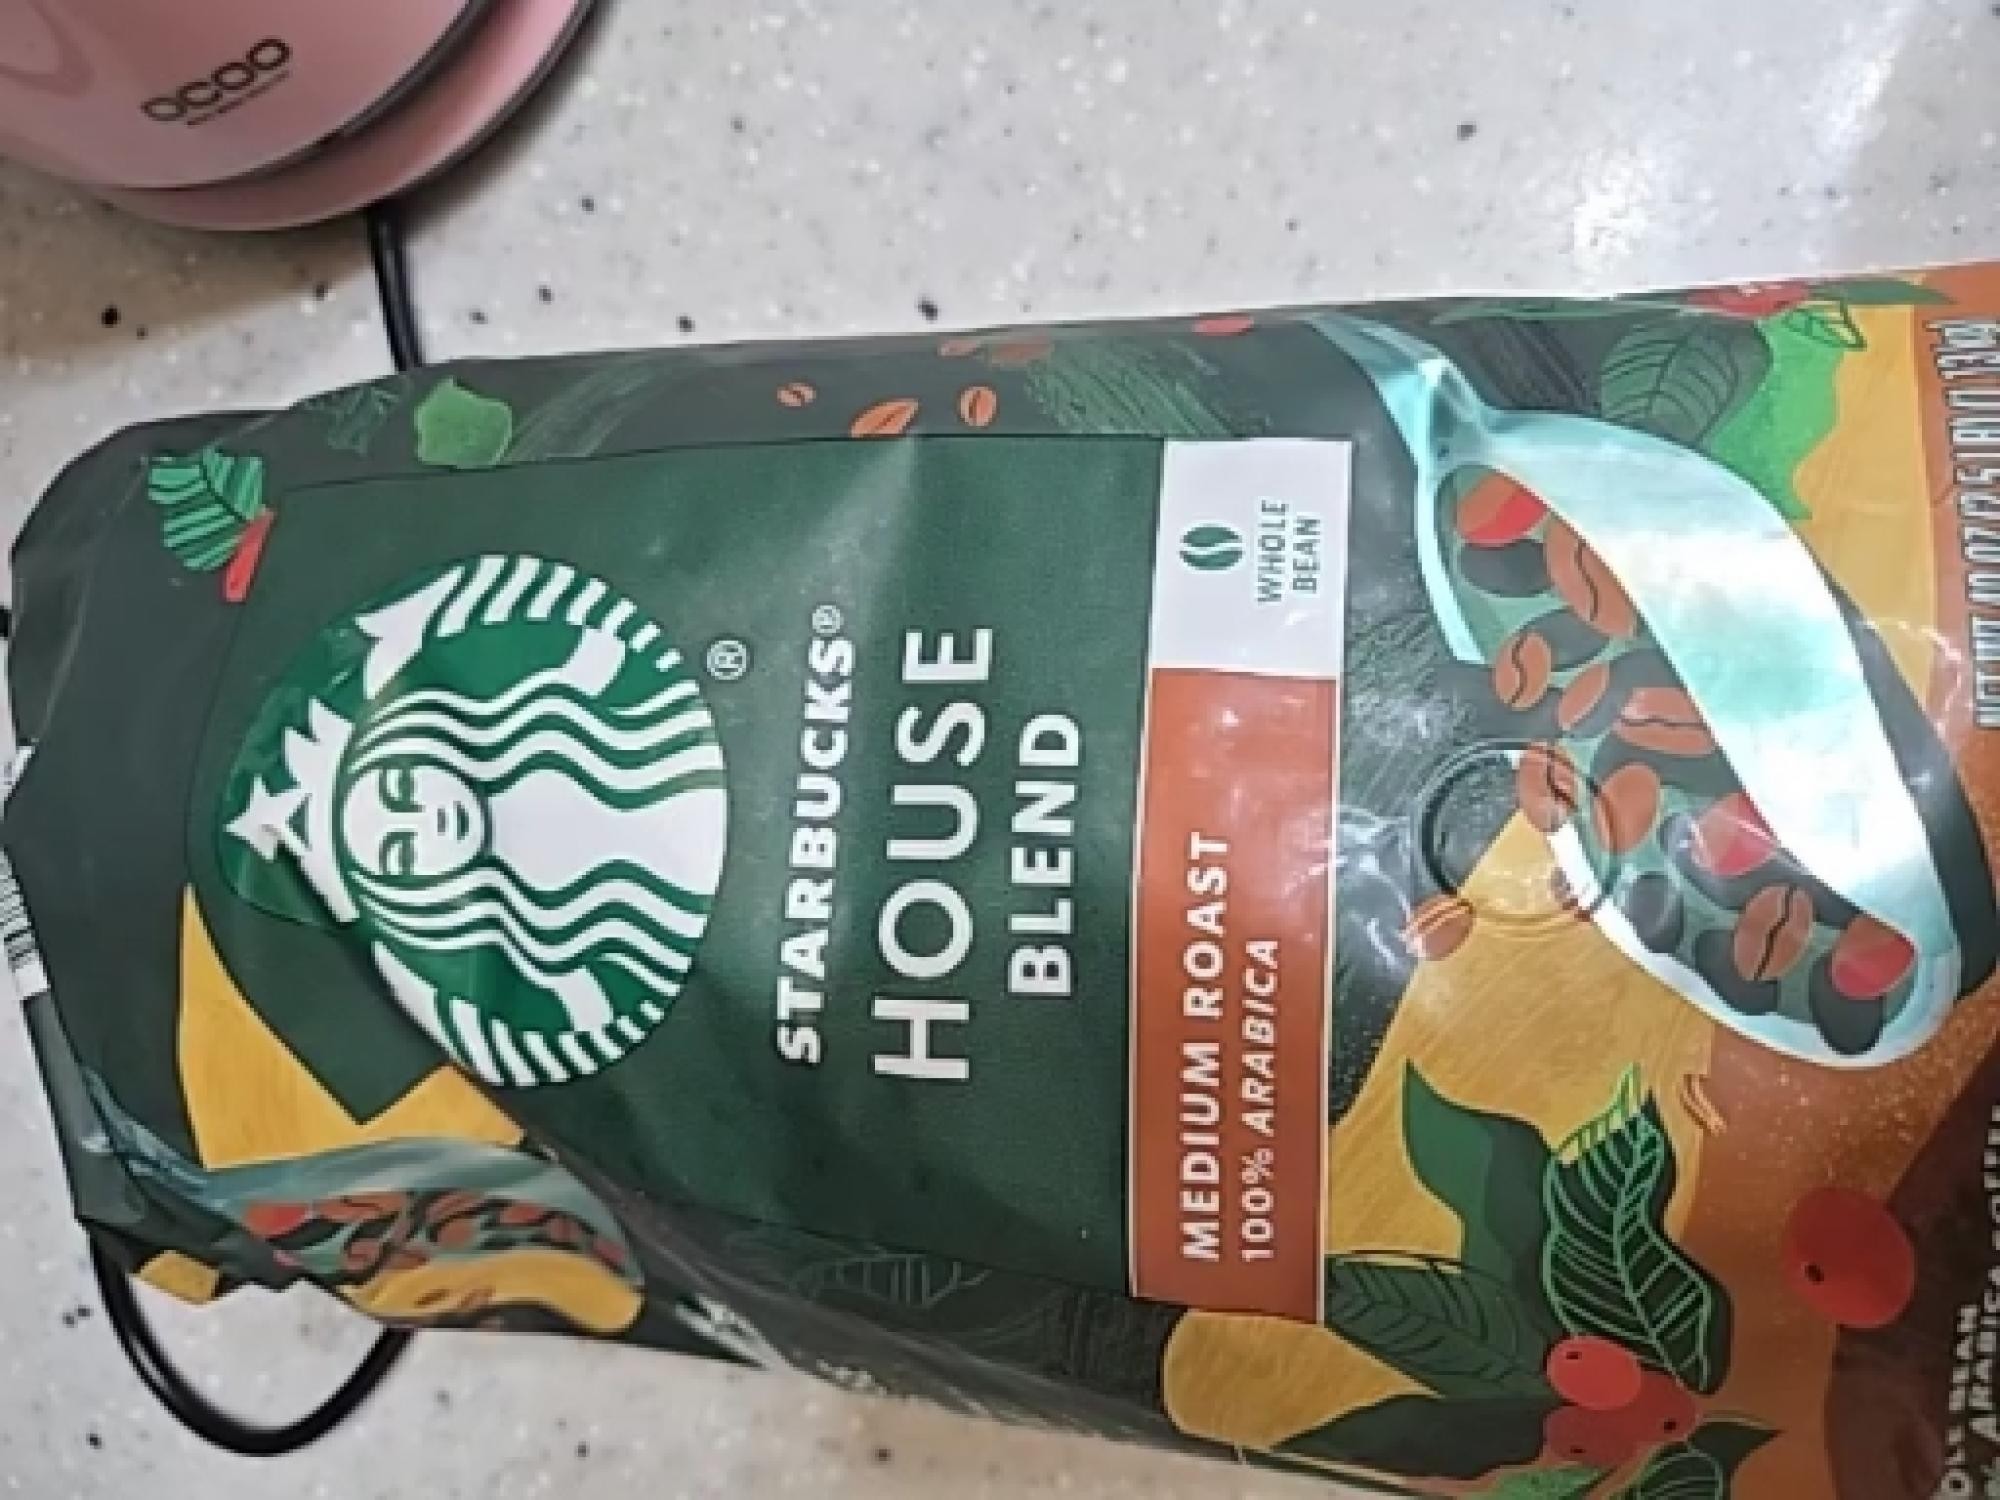 OCOO
®
STARBUCKS®
HOUSE
BLEND
WHOLE
BEAN
MEDIUM ROAST
100% ARABICA